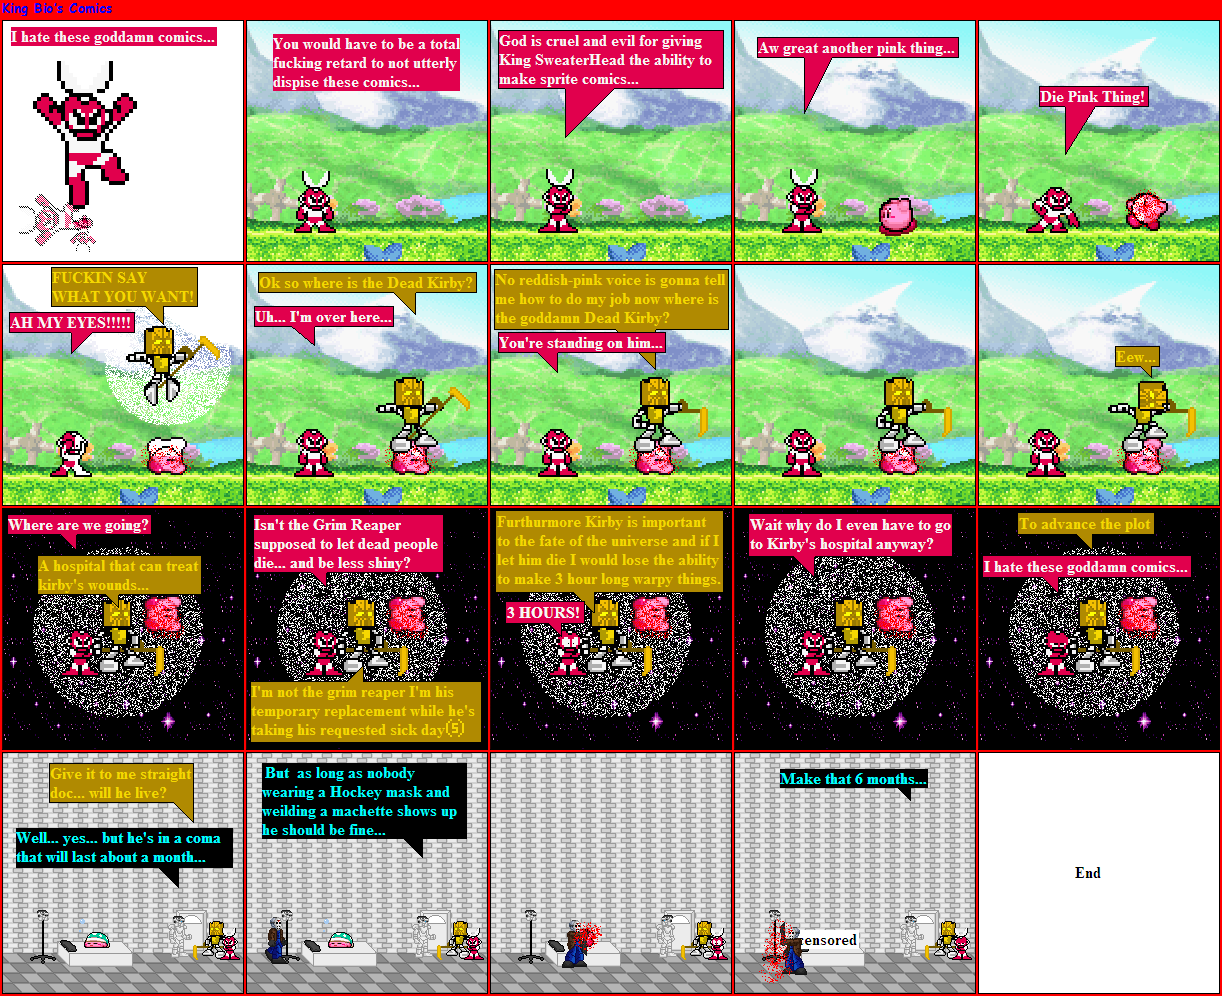 King Bio's Comics
I hate these goddamn comics...
You would have to be a total
fucking retard to not utterly
dispise these comics...
God is cruel and evil for giving
King SweaterHead the ability to
make sprite comics...
Aw great another pink thing...
Die Pink Thing!
FUCKIN SAY
WHAT YOU WANT!
AH MY EYES!!!!!
Ok so where is the Dead Kirby?
Uh... I'm over here...
No reddish-pink voice is gonna tell
me how to do my job now where is
the goddamn Dead Kirby?
You're standing on him...
Eew...
Where are we going?
A hospital that can treat
kirby's wounds...
Isn't the Grim Reaper
supposed to let dead people
die... and be less shiny?
I'm not the grim reaper I'm his
temporary replacement while he's
taking his requested sick day(5)
Furthurmore Kirby is important
to the fate of the universe and if I
let him die I would lose the ability
to make 3 hour long warpy things.
3 HOURS!
Wait why do I even have to go
to Kirby's hospital anyway?
To advance the plot
I hate these goddamn comics...
Give it to me straight
doc... will he live?
Well... yes... but he's in a coma
that will last about a month...
But as long as nobody
wearing a Hockey mask and
weilding a machette shows up
he should be fine...
Make that 6 months...
censored
End